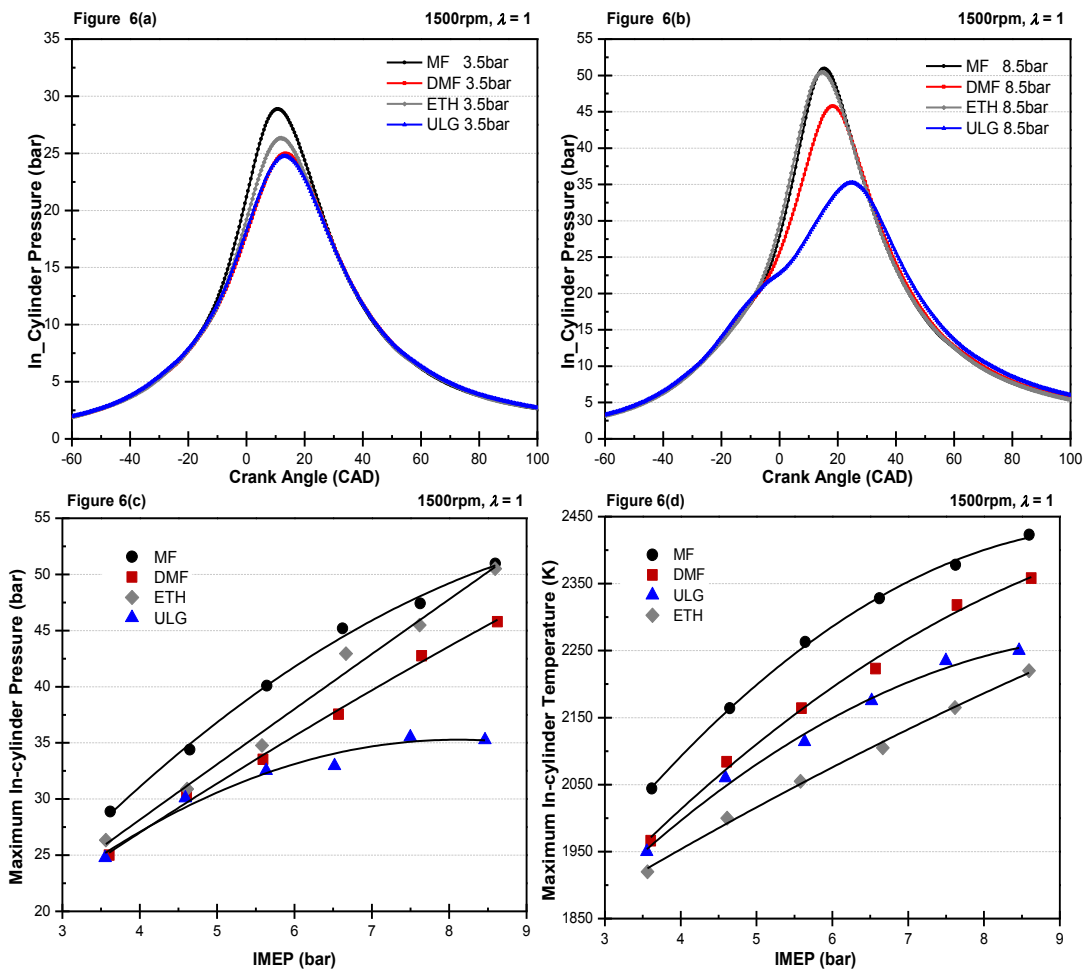 Figure 6(a) 1500rpm, λ = 1
35
30
25
20
15
10
5
0
In_Cylinder Pressure (bar)
MF 3.5bar
DMF 3.5bar
ETH 3.5bar
ULG 3.5bar
-60 -40 -20 0 20 40 60 80 100
Crank Angle (CAD)
Figure 6(b) 1500rpm, λ = 1
55
50
45
40
35
30
25
20
15
10
5
0
In_Cylinder Pressure (bar)
MF 8.5bar
DMF 8.5bar
ETH 8.5bar
ULG 8.5bar
-60 -40 -20 0 20 40 60 80 100
Crank Angle (CAD)
Figure 6(c) 1500rpm, λ = 1
55
50
45
40
35
30
25
20
Maximum In-cylinder Pressure (bar)
MF
DMF
ETH
ULG
3 4 5 6 7 8 9
IMEP (bar)
Figure 6(d) 1500rpm, λ = 1
2450
2350
2250
2150
2050
1950
1850
Maximum In-cylinder Temperature (K)
MF
DMF
ULG
ETH
3 4 5 6 7 8 9
IMEP (bar)